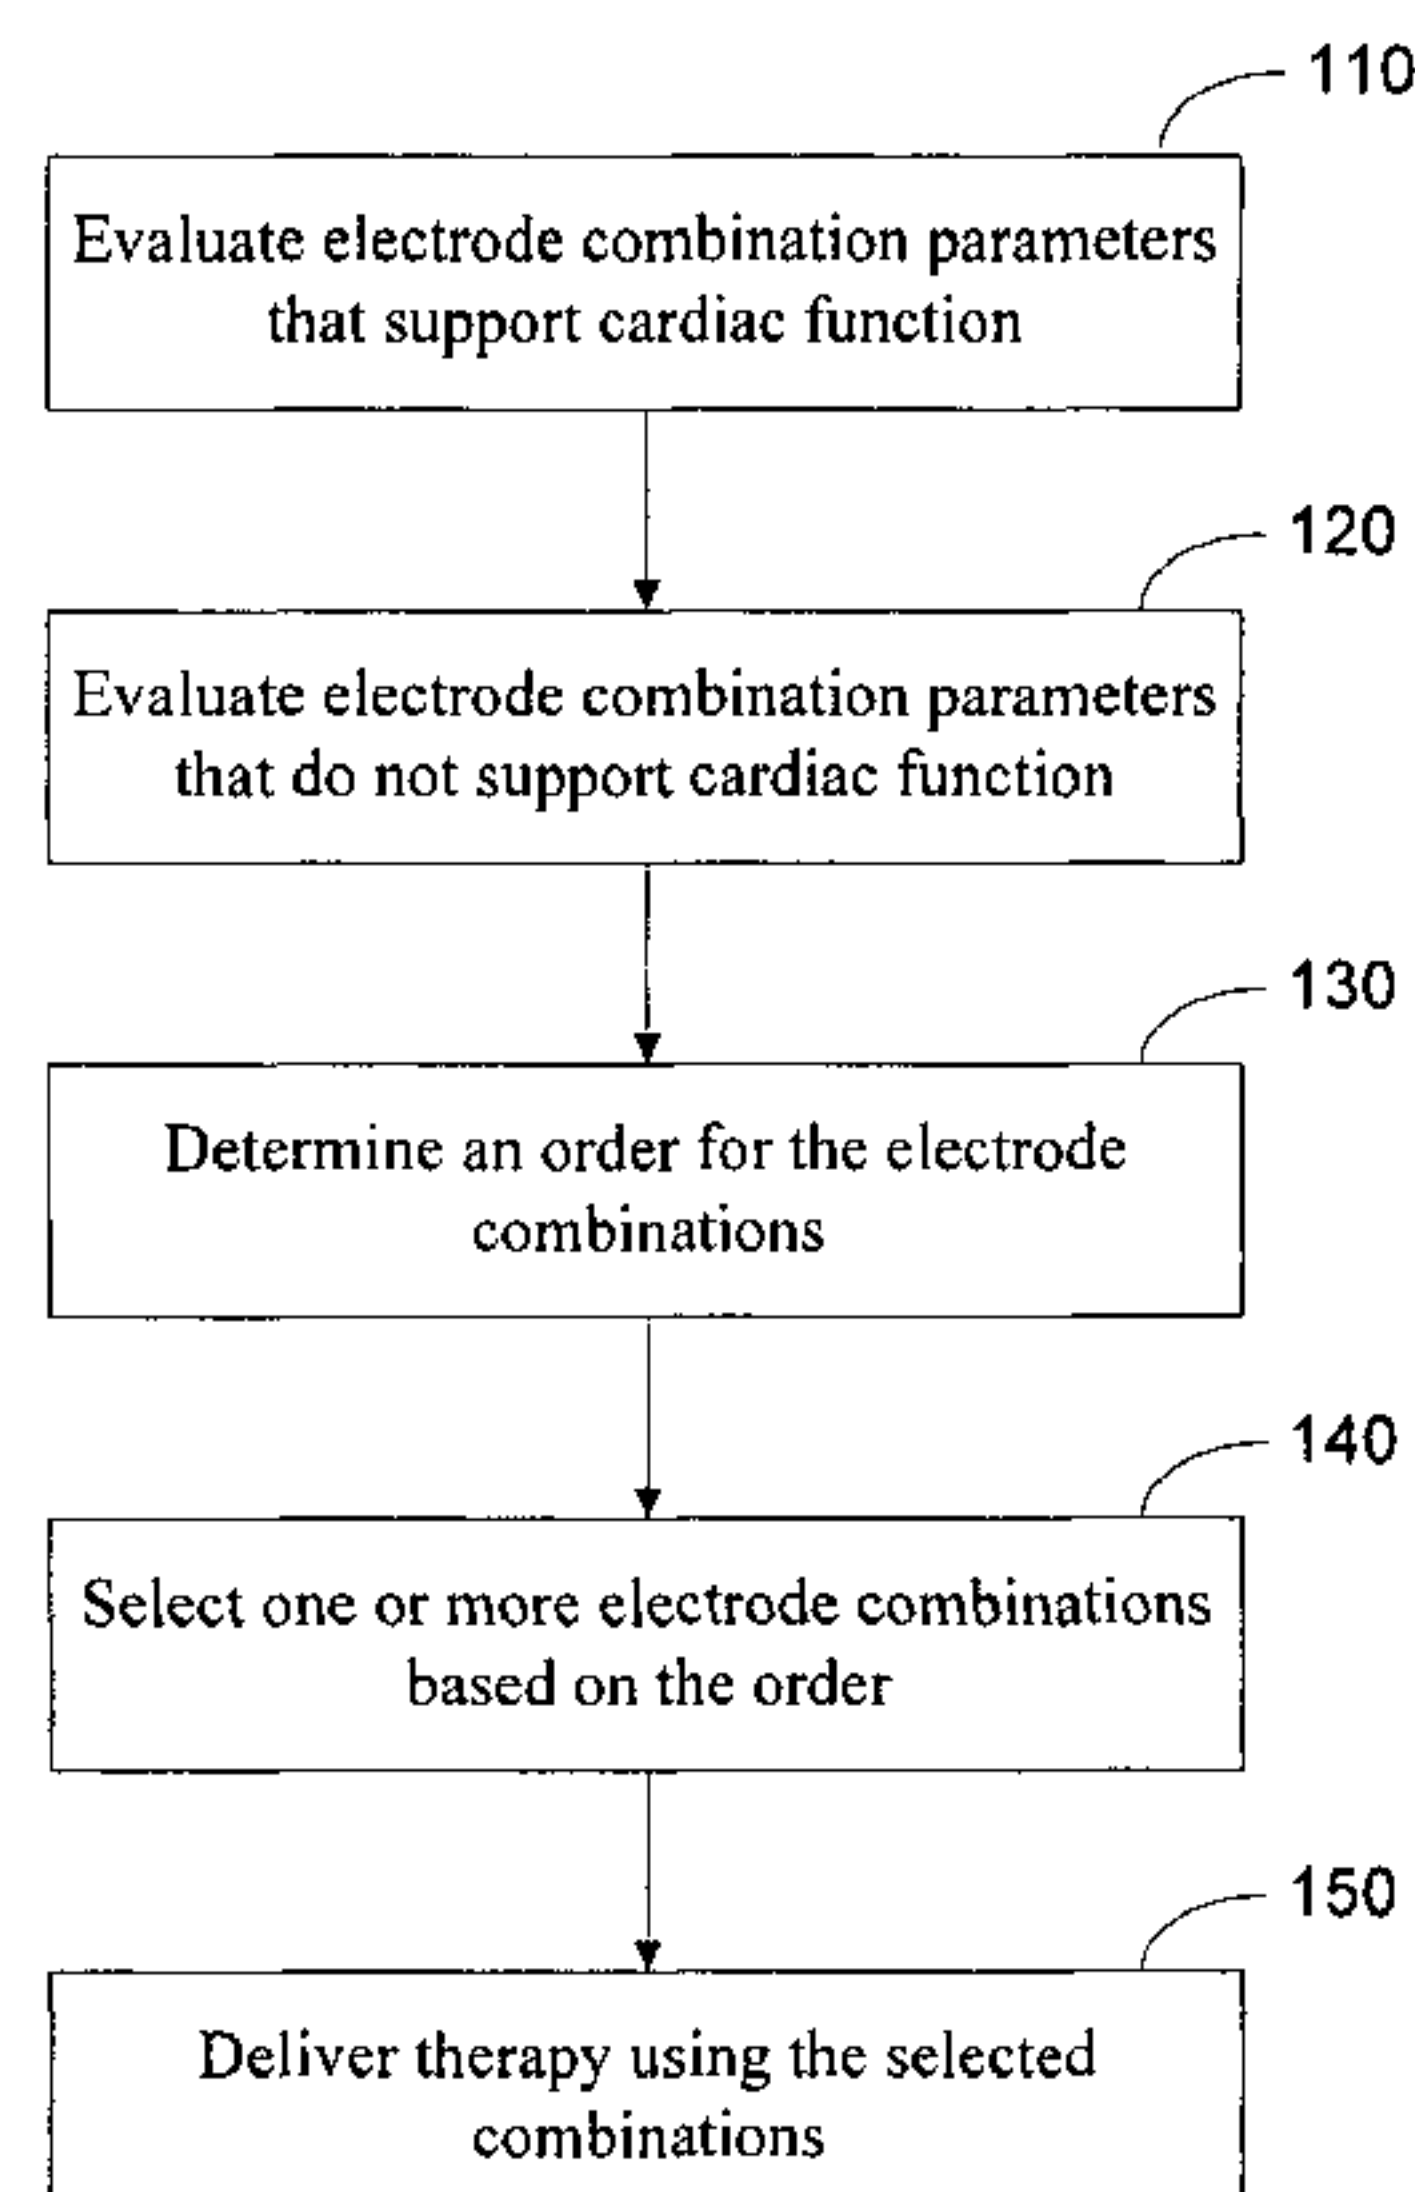 110
Evaluate electrode combination parameters
that support cardiac function
120
Evaluate electrode combination parameters
that do not support cardiac function
130
Determine an order for the electrode
combinations
140
Select one or more electrode combinations
based on the order
150
Deliver therapy using the selected
combinations